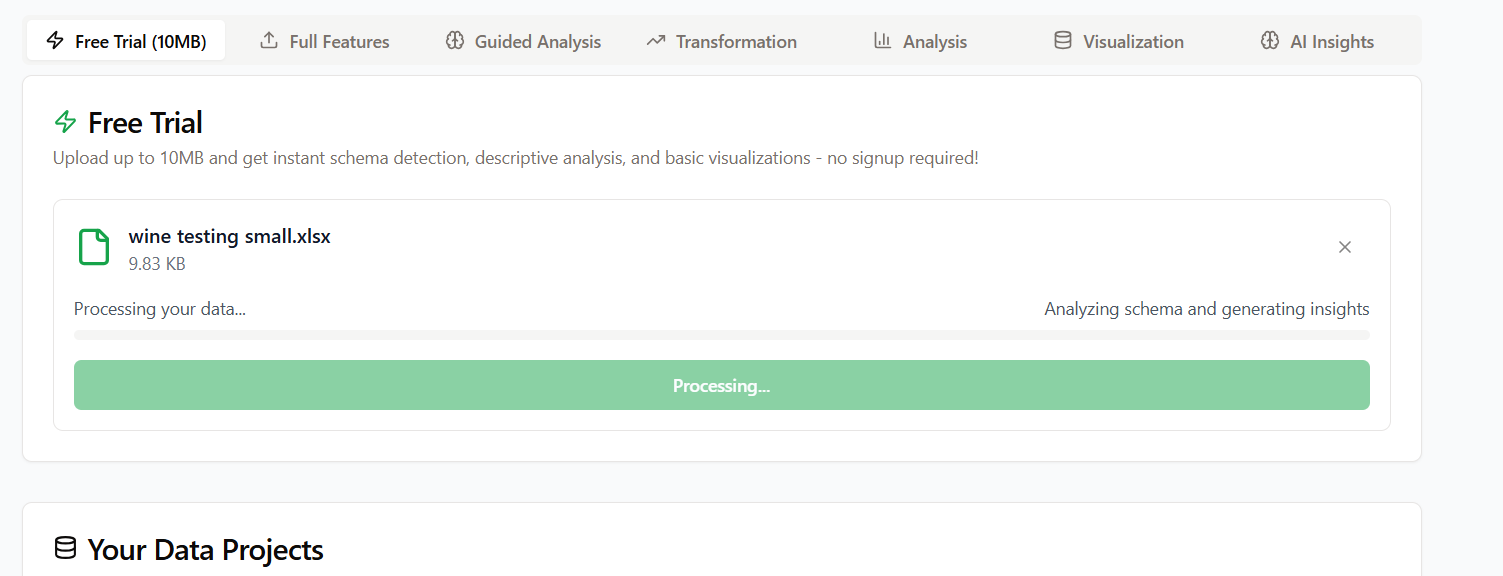 Free Trial (10MB) Full Features Guided Analysis Transformation Analysis Visualization AI Insights
Free Trial
Upload up to 10MB and get instant schema detection, descriptive analysis, and basic visualizations - no signup required!
wine testing small.xlsx
9.83 KB
Processing your data... Analyzing schema and generating insights
Processing...
Your Data Projects